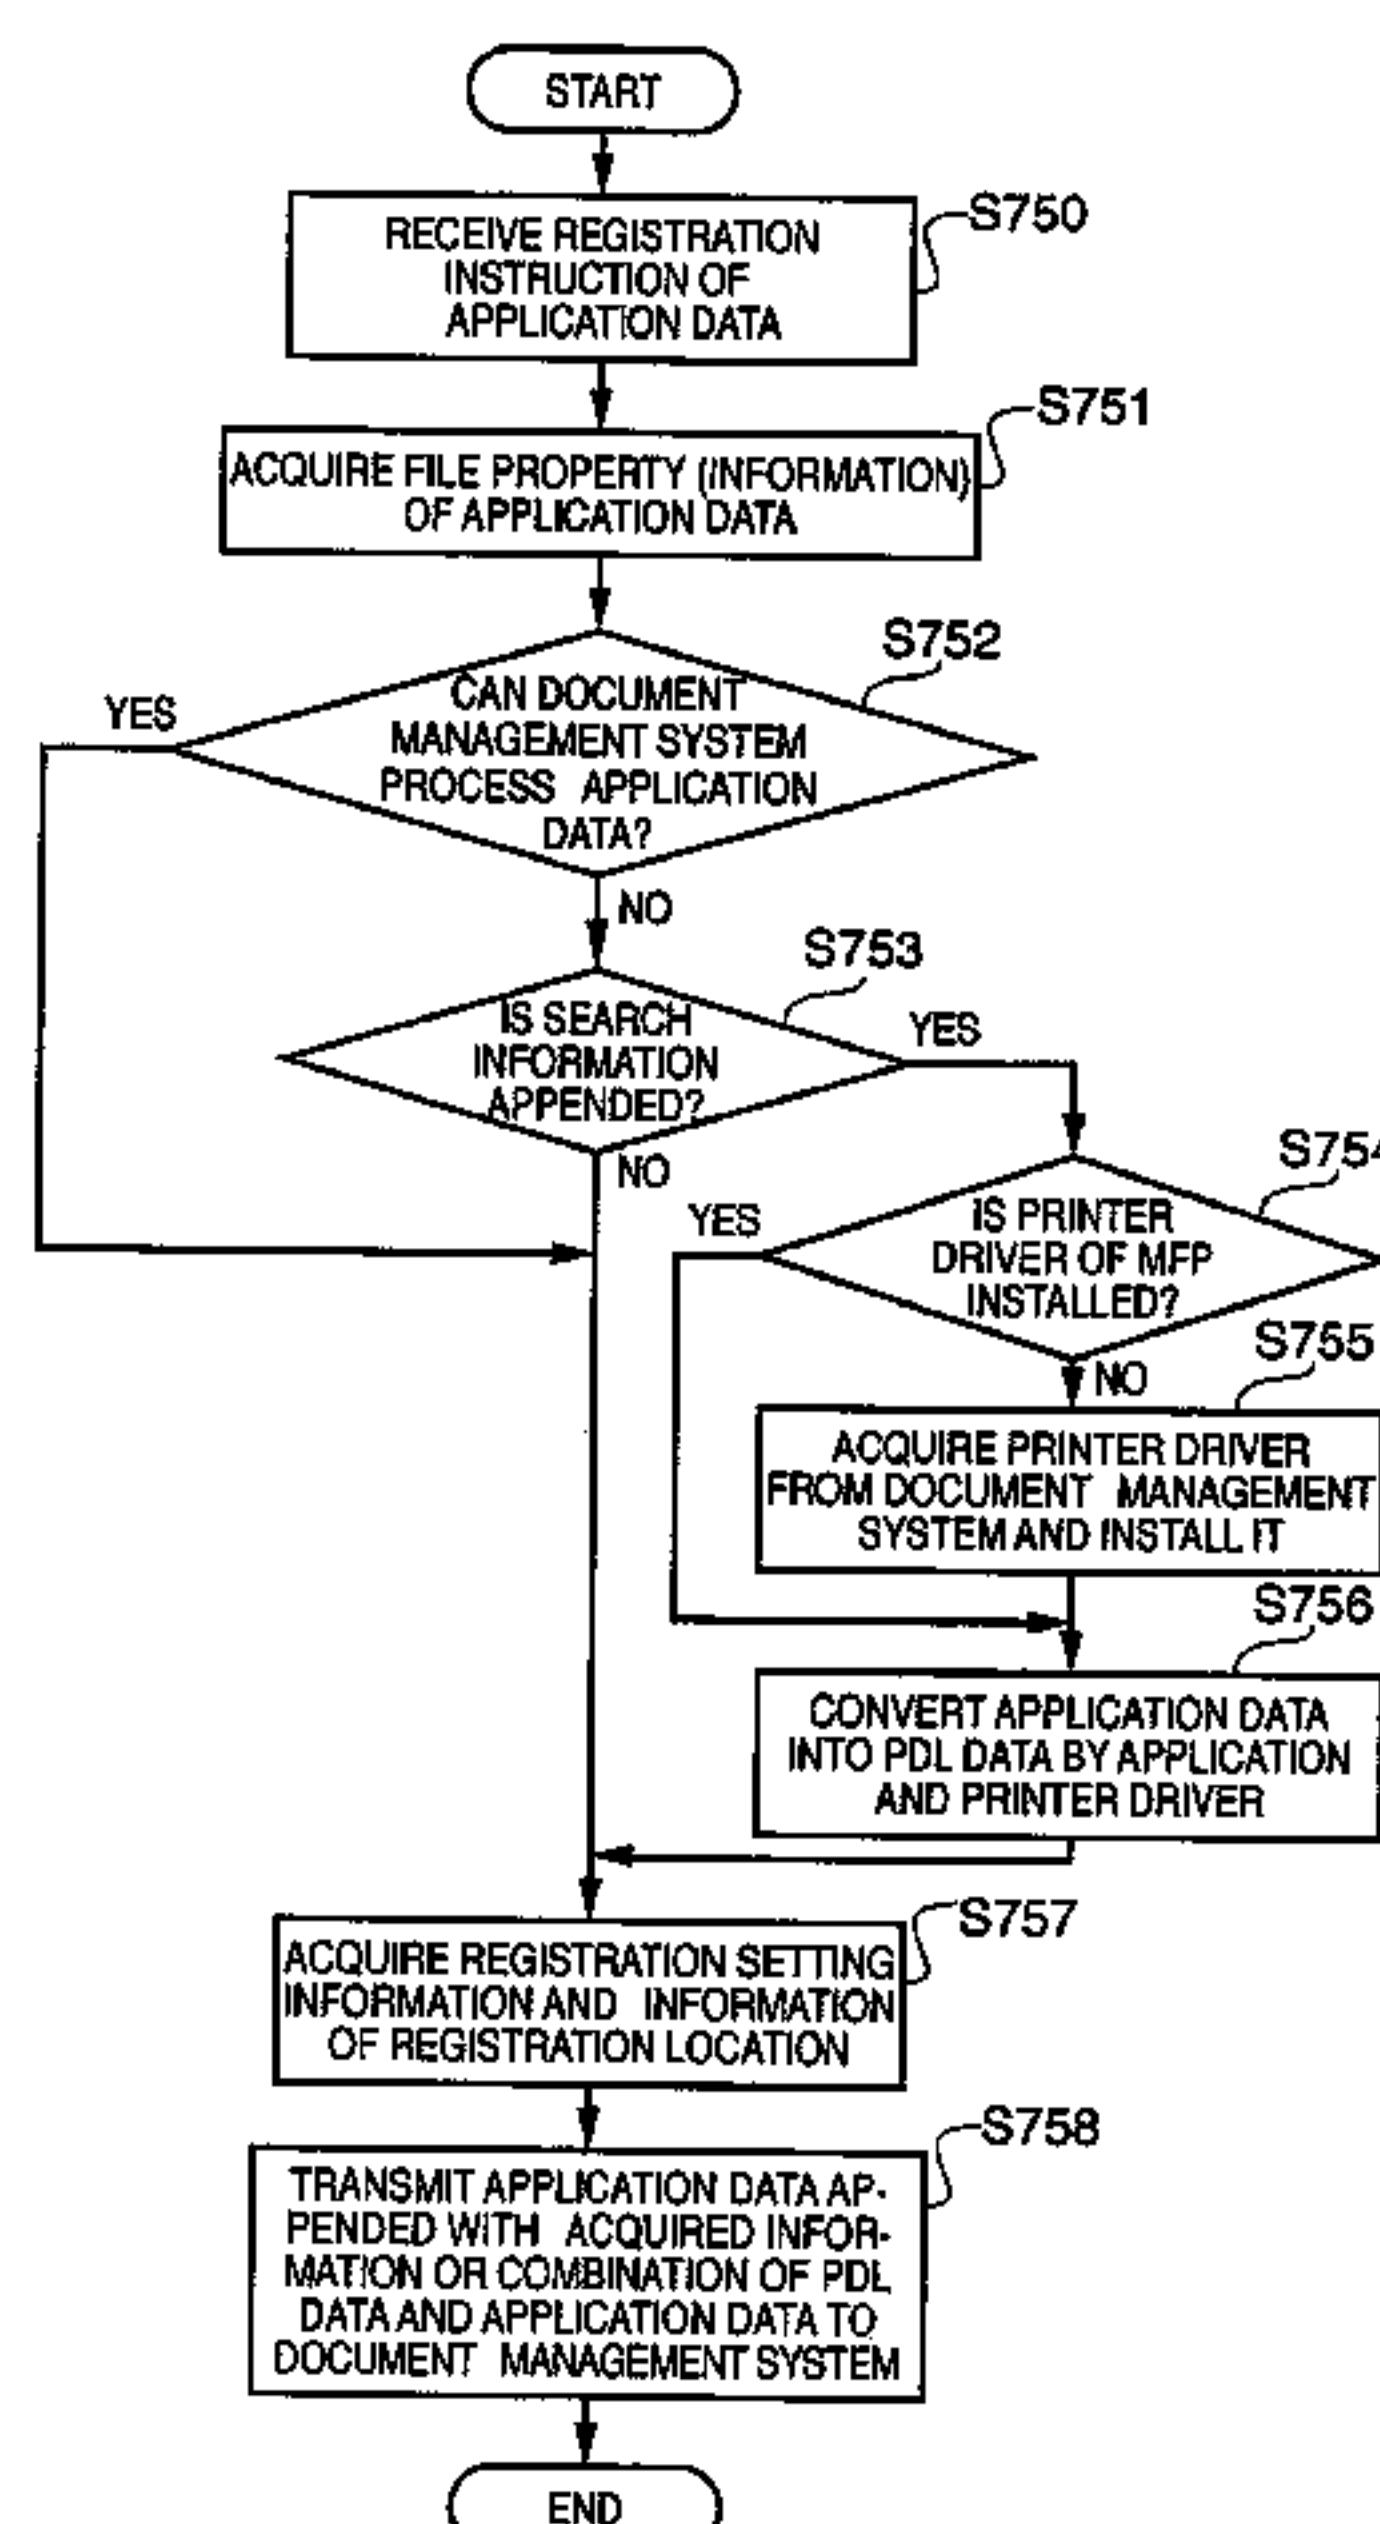 START
S750
RECEIVE REGISTRATION
INSTRUCTION OF
APPLICATION DATA
S751
ACQUIRE FILE PROPERTY (INFORMATION)
OF APPLICATION DATA
S752
YES
CAN DOCUMENT
MANAGEMENT SYSTEM
PROCESS APPLICATION
DATA?
NO
S753
IS SEARCH
INFORMATION
APPENDED?
YES
NO
S754
YES
IS PRINTER
DRIVER OF MFP
INSTALLED?
NO
S755
ACQUIRE PRINTER DRIVER
FROM DOCUMENT MANAGEMENT
SYSTEM AND INSTALL IT
S756
CONVERT APPLICATION DATA
INTO PDL DATA BY APPLICATION
AND PRINTER DRIVER
S757
ACQUIRE REGISTRATION SETTING
INFORMATION AND INFORMATION
OF REGISTRATION LOCATION
S758
TRANSMIT APPLICATION DATA AP-
PENDED WITH ACQUIRED INFOR-
MATION OR COMBINATION OF PDL
DATA AND APPLICATION DATA TO
DOCUMENT MANAGEMENT SYSTEM
END